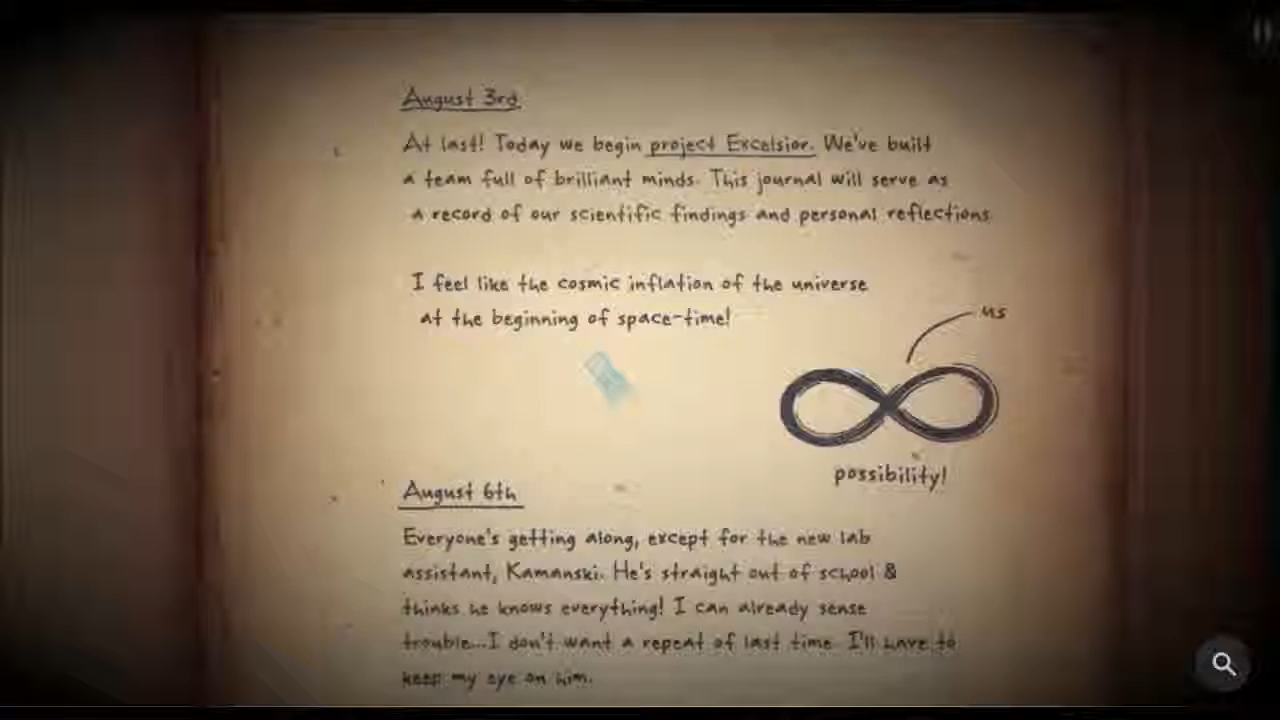 August 3rd
At last! Today we begin project Excelsior. We've built
a team full of brilliant minds. This journal will serve as
a record of our scientific findings and personal reflections
I feel like the cosmic inflation of the universe
at the beginning of space-time!
us
possibility!
August 6th
Everyone's getting along, except for the new lab
assistant, Kamanski. He's straight out of school &
thinks he knows everything! I can already sense
trouble...I don't want a repeat of last time. I'll have to
keep my eye on him.